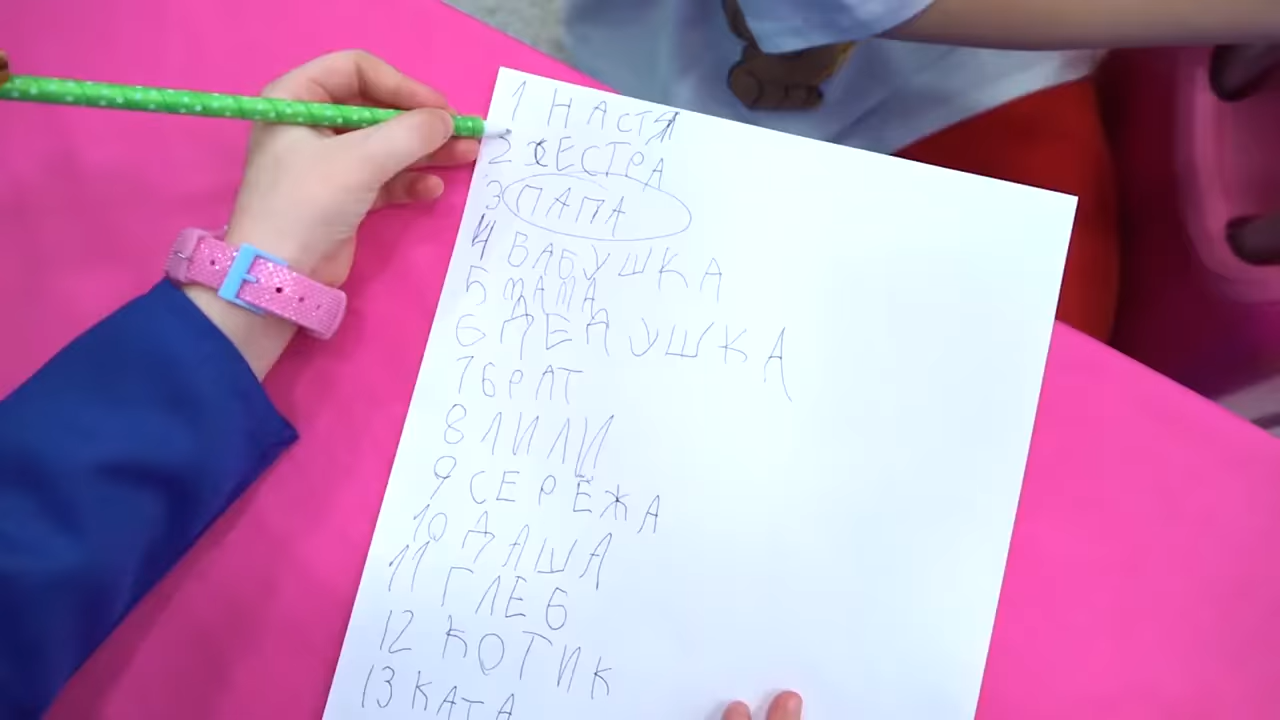 1 НАСТЯ
2 СЕСТРА
3 ПАПА
4 БАБУШКА
5 МАМА
6 ДЕДУШКА
7 БРАТ
8 ЛИЛИ
9 СЕРЁЖА
10 ДАША
11 ГЛЕБ
12 КОТИК
13 КАТА